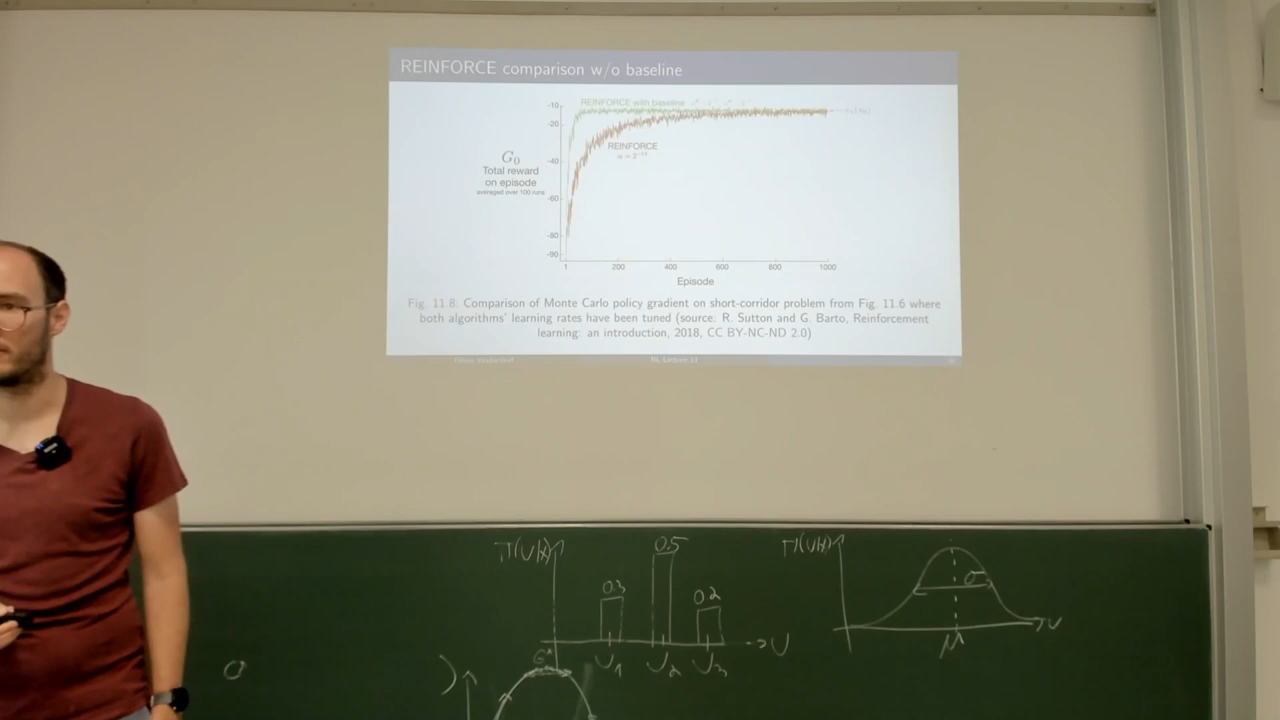 REINFORCE comparison w/o baseline
REINFORCE with baseline
REINFORCE
G₀
Total reward
on episode
averaged over 100 runs
-10
-20
-40
-60
-80
-90
1 200 400 600 800 1000
Episode
Fig. 11.8: Comparison of Monte Carlo policy gradient on short-corridor problem from Fig. 11.6 where
both algorithms' learning rates have been tuned (source: R. Sutton and G. Barto, Reinforcement
learning: an introduction, 2018, CC BY-NC-ND 2.0)
π(u|x)
0.3
0.5
0.2
u₁ u₂ u₃
u
π(u|x)
σ
μ
u
G*